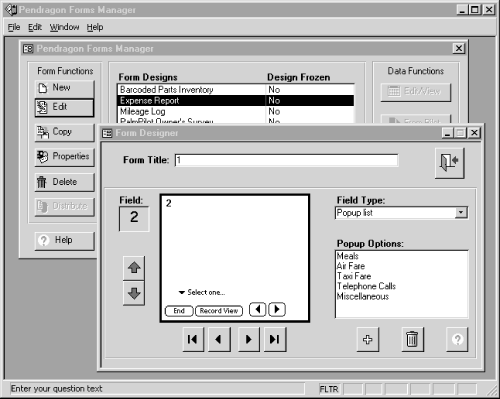 Pendragon Forms Manager
File Edit Window Help
Pendragon Forms Manager
Form Functions
New
Edit
Copy
Properties
Delete
Distribute
Help
Form Designs Design Frozen
Barcoded Parts Inventory No
Expense Report No
Mileage Log No
PalmPilot Owner's Survey No
Data Functions
Edit/View
Form Designer
Form Title: 1
Field:
2
2
Select one...
End Record View
Field Type:
Popup list
Popup Options:
Meals
Air Fare
Taxi Fare
Telephone Calls
Miscellaneous
Enter your question text FLTR